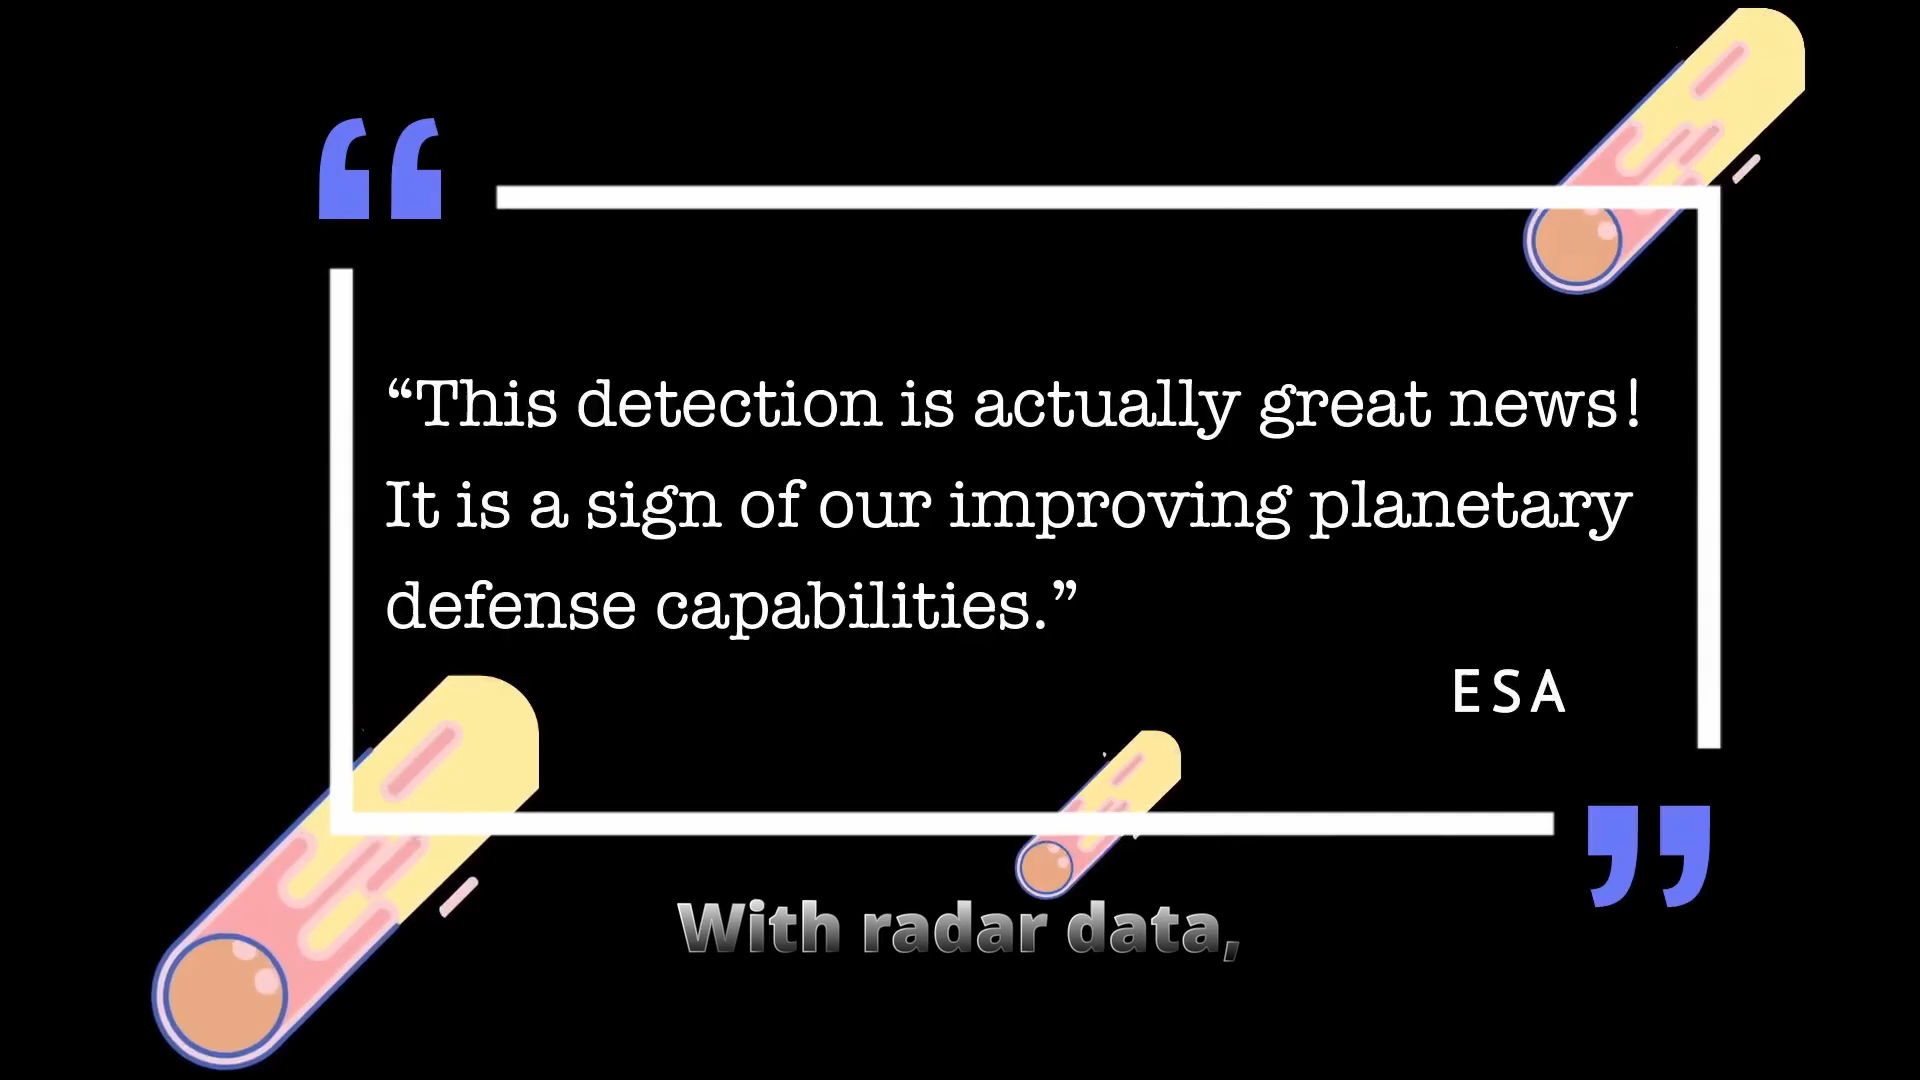 “This detection is actually great news!
It is a sign of our improving planetary
defense capabilities.”
ESA
With radar data,